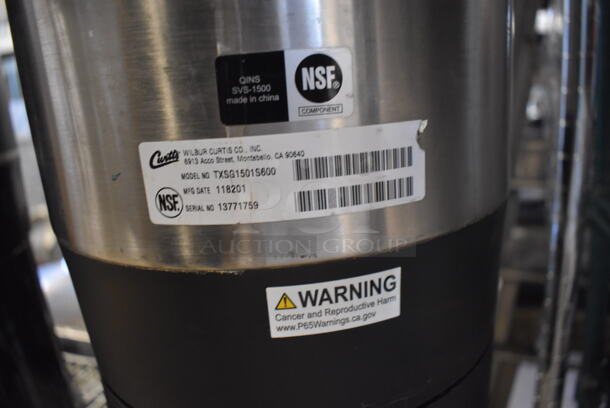 QINS
SVS-1500
made in china
NSF®
COMPONENT
Curtis
WILBUR CURTIS CO., INC.
6913 Acco Street, Montebello, CA 90640
MODEL NO TXSG1501S600
MFG DATE 118201
SERIAL NO 13771759
NSF
AUCTION GROUP
WARNING
Cancer and Reproductive Harm
www.P65Warnings.ca.gov